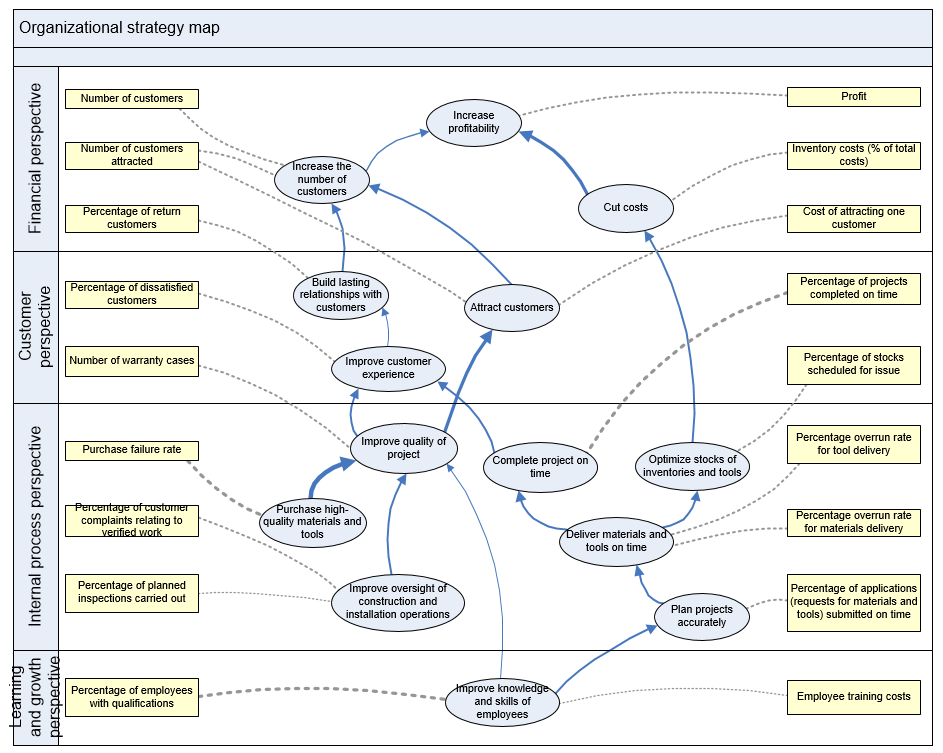 Organizational strategy map
Financial perspective
Number of customers
Number of customers
attracted
Percentage of return
customers
Increase
profitability
Increase the
number of
customers
Cut costs
Profit
Inventory costs (% of total
costs)
Cost of attracting one
customer
Customer
perspective
Percentage of dissatisfied
customers
Number of warranty cases
Build lasting
relationships with
customers
Attract customers
Improve customer
experience
Percentage of projects
completed on time
Percentage of stocks
scheduled for issue
Internal process perspective
Purchase failure rate
Percentage of customer
complaints relating to
verified work
Percentage of planned
inspections carried out
Improve quality of
project
Complete project on
time
Optimize stocks of
inventories and tools
Purchase high-
quality materials and
tools
Deliver materials and
tools on time
Improve oversight of
construction and
installation operations
Plan projects
accurately
Percentage overrun rate
for tool delivery
Percentage overrun rate
for materials delivery
Percentage of applications
(requests for materials and
tools) submitted on time
Learning
and growth
perspective
Percentage of employees
with qualifications
Improve knowledge
and skills of
employees
Employee training costs